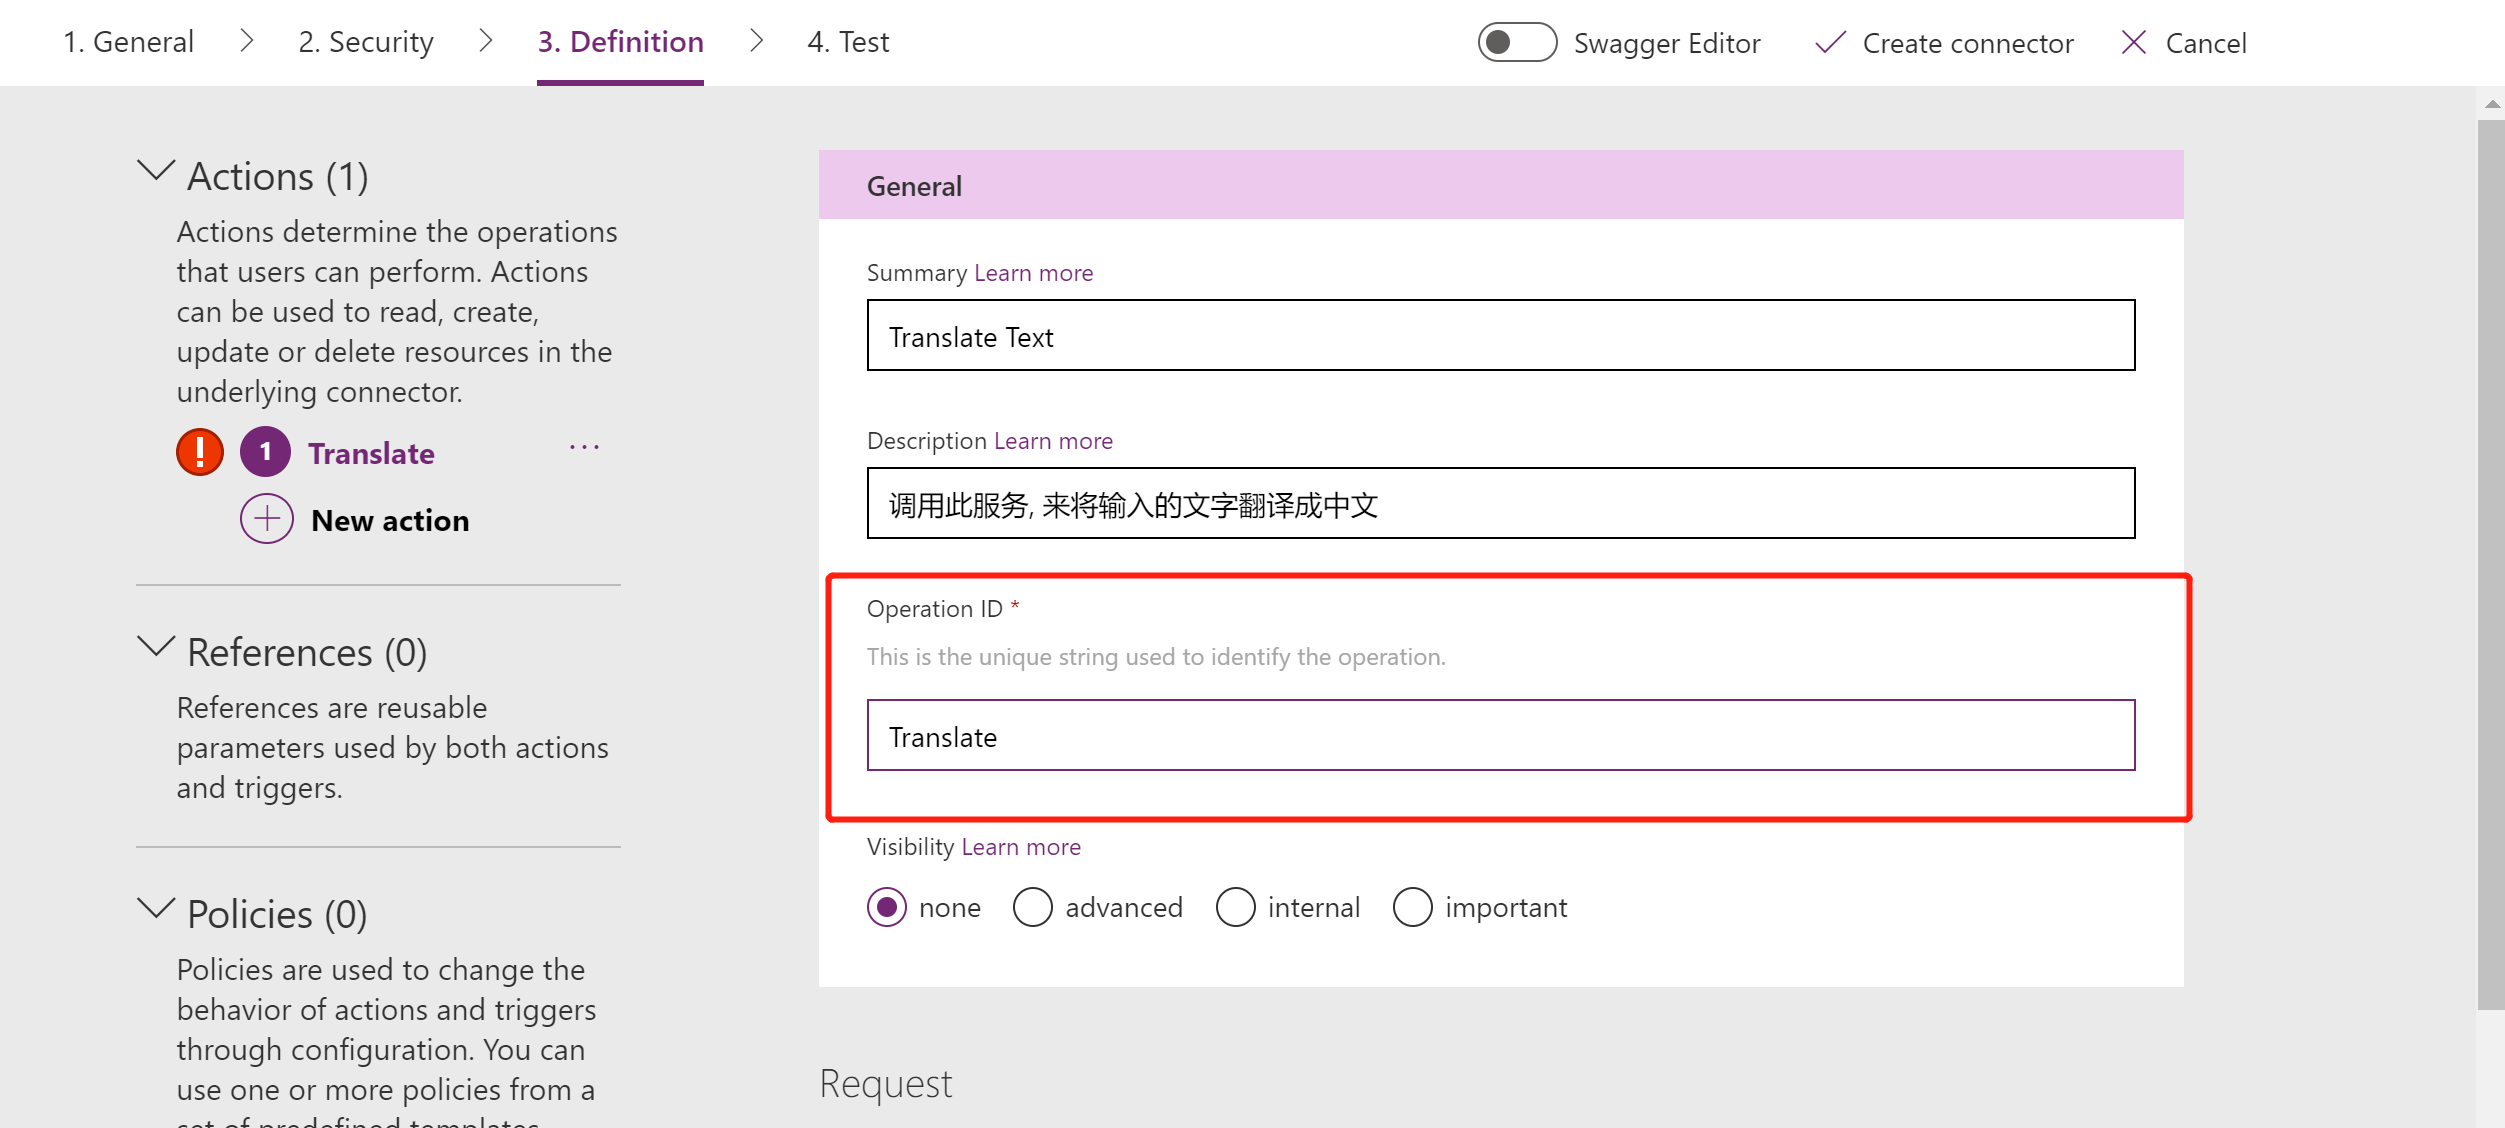 1. General
2. Security
3. Definition
4. Test
Swagger Editor
Create connector
Cancel
Actions (1)
Actions determine the operations
that users can perform. Actions
can be used to read, create,
update or delete resources in the
underlying connector.
1 Translate ...
New action
References (0)
References are reusable
parameters used by both actions
and triggers.
Policies (0)
Policies are used to change the
behavior of actions and triggers
through configuration. You can
use one or more policies from a
set of predefined templates.
General
Summary Learn more
Translate Text
Description Learn more
调用此服务, 来将输入的文字翻译成中文
Operation ID *
This is the unique string used to identify the operation.
Translate
Visibility Learn more
none advanced internal important
Request